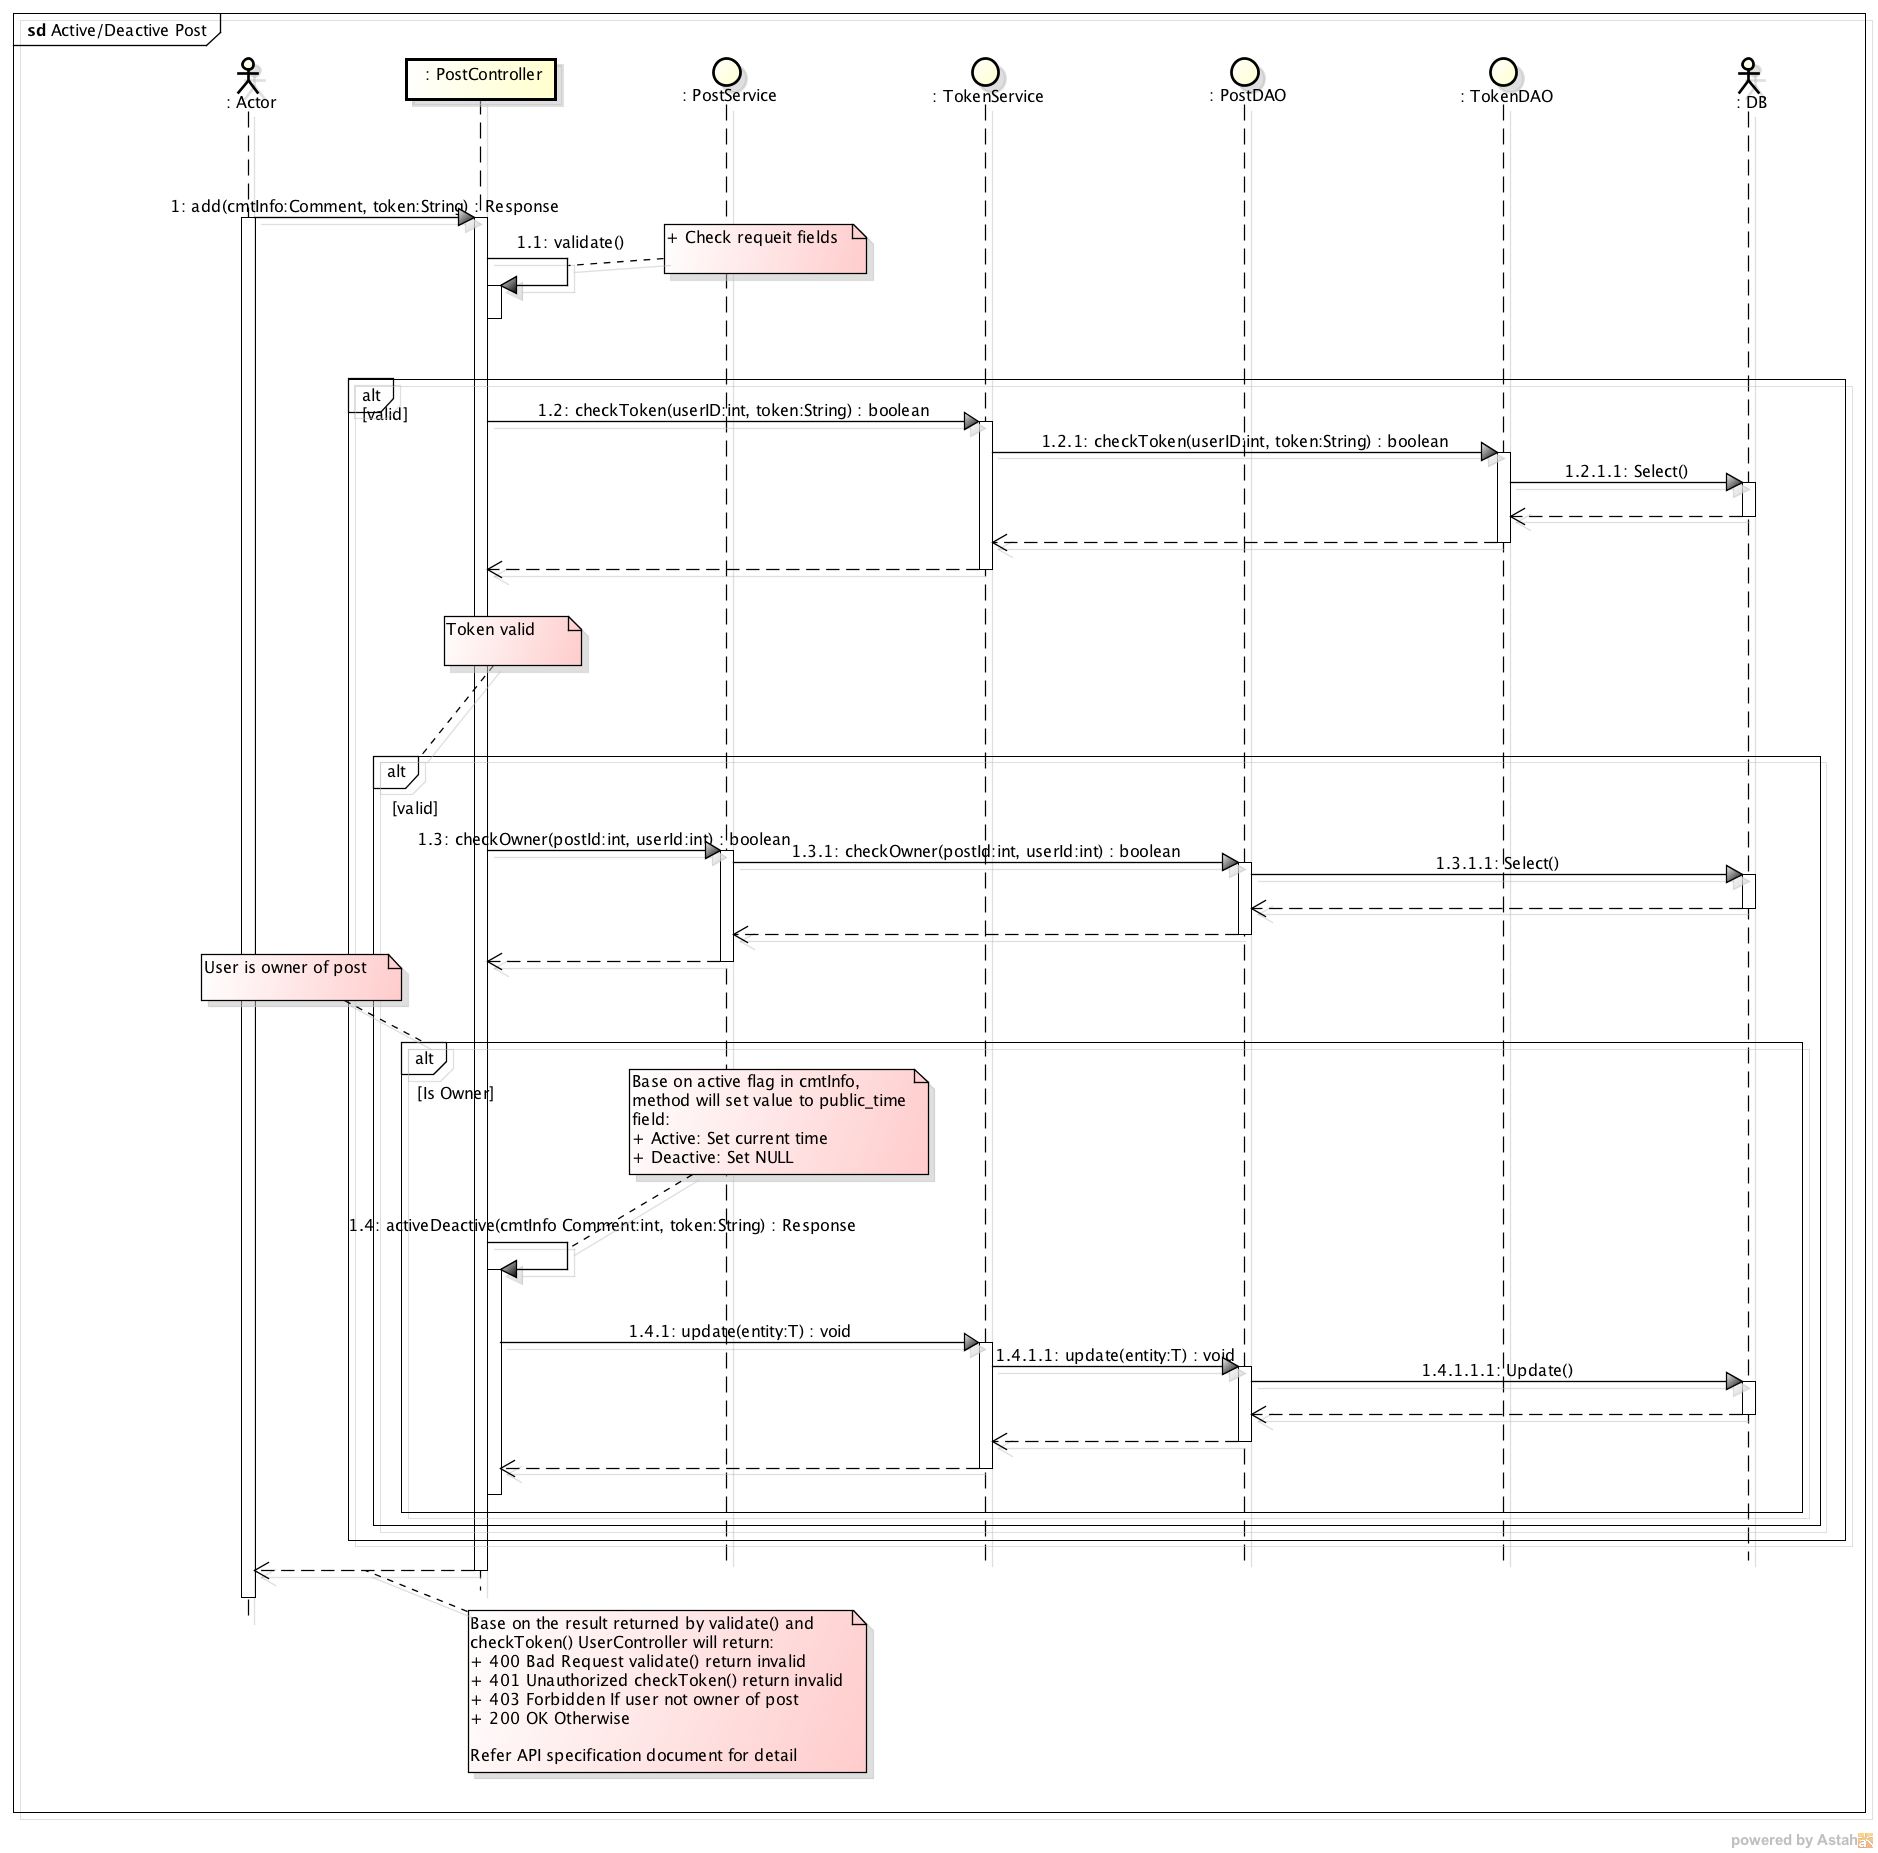 sd Active/Deactive Post
: Actor
: PostController
: PostService
: TokenService
: PostDAO
: TokenDAO
: DB
1: add(cmtInfo:Comment, token:String) : Response
+ Check requeit fields
1.1: validate()
alt
[valid]
1.2: checkToken(userID:int, token:String) : boolean
1.2.1: checkToken(userID:int, token:String) : boolean
1.2.1.1: Select()
Token valid
alt
[valid]
1.3: checkOwner(postId:int, userId:int) : boolean
1.3.1: checkOwner(postId:int, userId:int) : boolean
1.3.1.1: Select()
User is owner of post
alt
[Is Owner]
Base on active flag in cmtInfo,
method will set value to public_time
field:
+ Active: Set current time
+ Deactive: Set NULL
1.4: activeDeactive(cmtInfo Comment:int, token:String) : Response
1.4.1: update(entity:T) : void
1.4.1.1: update(entity:T) : void
1.4.1.1.1: Update()
Base on the result returned by validate() and
checkToken() UserController will return:
+ 400 Bad Request validate() return invalid
+ 401 Unauthorized checkToken() return invalid
+ 403 Forbidden If user not owner of post
+ 200 OK Otherwise
Refer API specification document for detail
powered by Astah